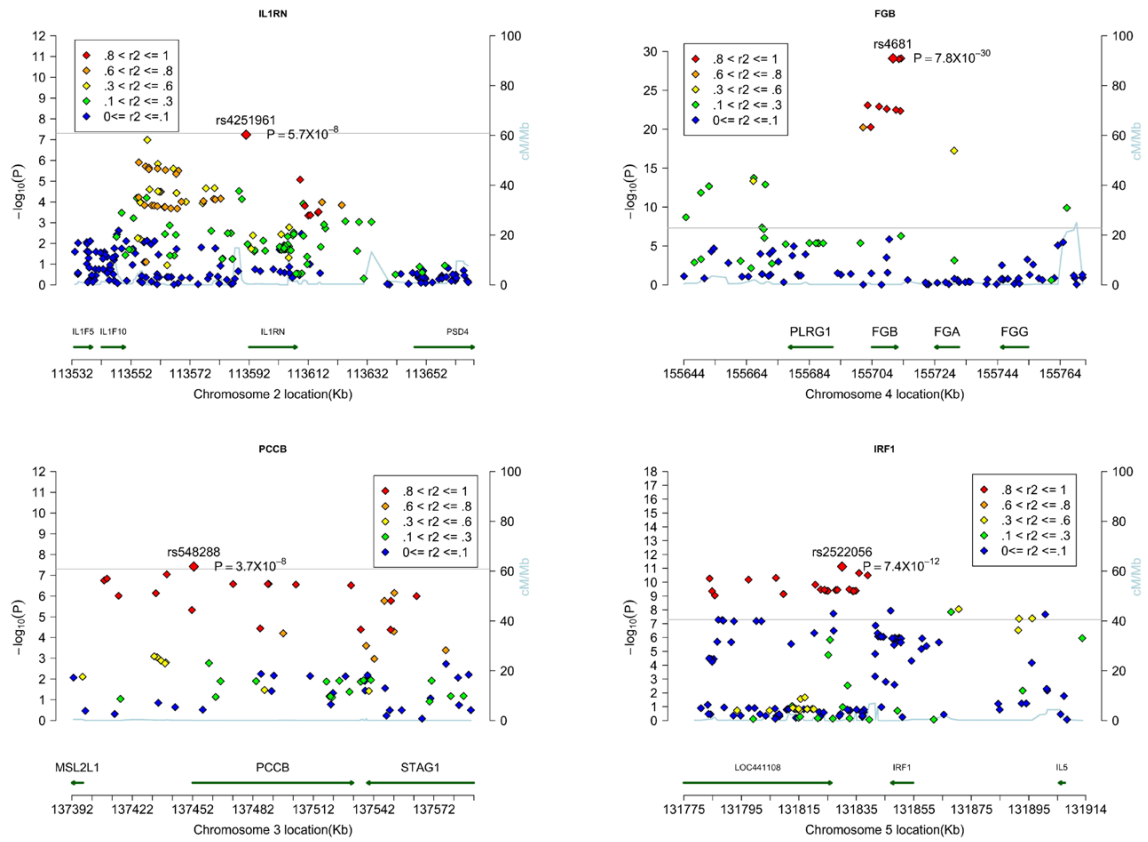 IL1RN
12
11
10
9
8
7
6
5
4
3
2
1
0
−log10(P)
.8 < r2 <= 1
.6 < r2 <= .8
.3 < r2 <= .6
.1 < r2 <= .3
0<= r2 <=.1
rs4251961
P = 5.7X10−8
100
80
60
40
20
0
cM/Mb
IL1F5 IL1F10 IL1RN PSD4
113532 113552 113572 113592 113612 113632 113652
Chromosome 2 location(Kb)
FGB
30
25
20
15
10
5
0
−log10(P)
.8 < r2 <= 1
.6 < r2 <= .8
.3 < r2 <= .6
.1 < r2 <= .3
0<= r2 <=.1
rs4681
P = 7.8X10−30
100
80
60
40
20
0
cM/Mb
PLRG1 FGB FGA FGG
155644 155664 155684 155704 155724 155744 155764
Chromosome 4 location(Kb)
PCCB
12
11
10
9
8
7
6
5
4
3
2
1
0
−log10(P)
.8 < r2 <= 1
.6 < r2 <= .8
.3 < r2 <= .6
.1 < r2 <= .3
0<= r2 <=.1
rs548288
P = 3.7X10−8
100
80
60
40
20
0
cM/Mb
MSL2L1 PCCB STAG1
137392 137422 137452 137482 137512 137542 137572
Chromosome 3 location(Kb)
IRF1
18
17
16
15
14
13
12
11
10
9
8
7
6
5
4
3
2
1
0
−log10(P)
.8 < r2 <= 1
.6 < r2 <= .8
.3 < r2 <= .6
.1 < r2 <= .3
0<= r2 <=.1
rs2522056
P = 7.4X10−12
100
80
60
40
20
0
cM/Mb
LOC441108 IRF1 IL5
131775 131795 131815 131835 131855 131875 131895 131914
Chromosome 5 location(Kb)